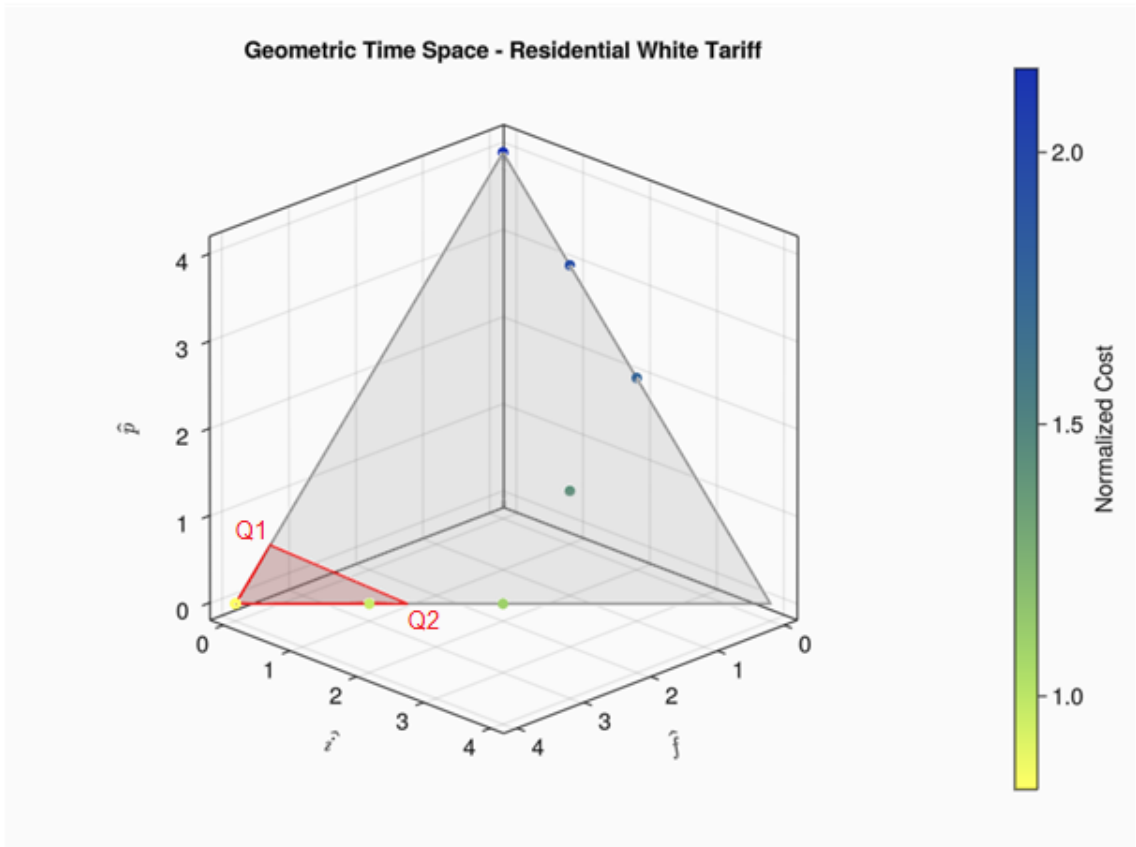 Geometric Time Space - Residential White Tariff
4
3
2
1
0
p̂
Q1
Q2
0
1
2
3
4
î
4
3
2
1
0
f̂
2.0
1.5
1.0
Normalized Cost